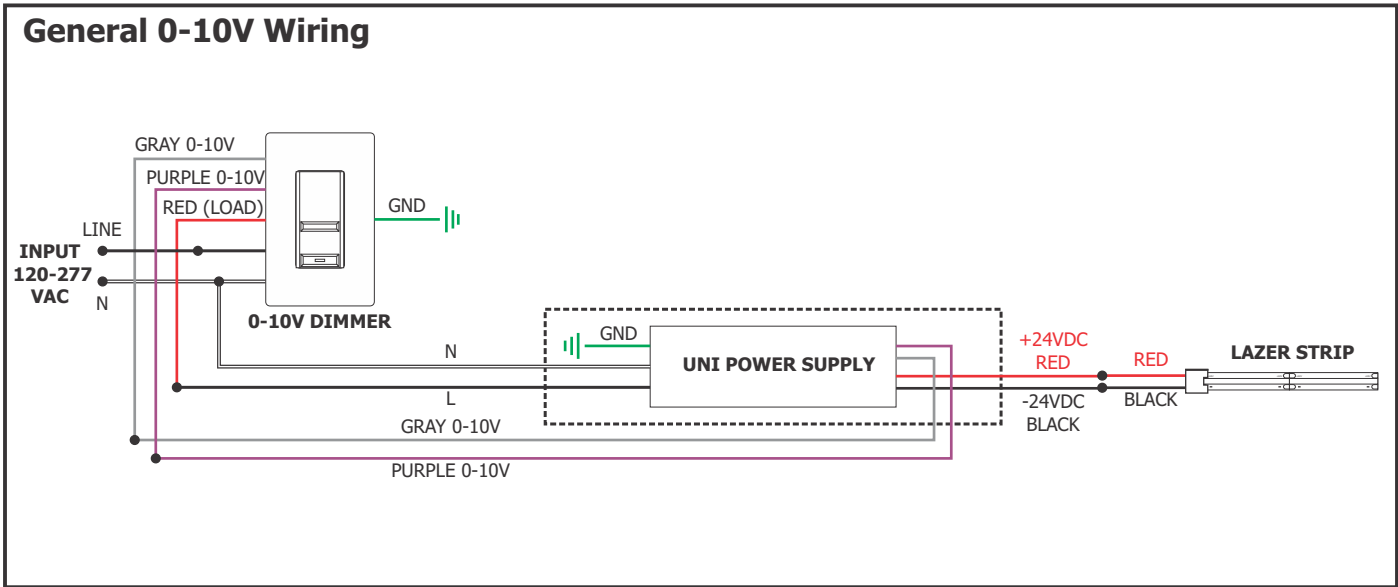 General 0-10V Wiring
GRAY 0-10V
PURPLE 0-10V
RED (LOAD)
GND
LINE
INPUT
120-277
VAC
N
0-10V DIMMER
GND
N
L
UNI POWER SUPPLY
+24VDC
RED
RED
LAZER STRIP
-24VDC
BLACK
BLACK
GRAY 0-10V
PURPLE 0-10V